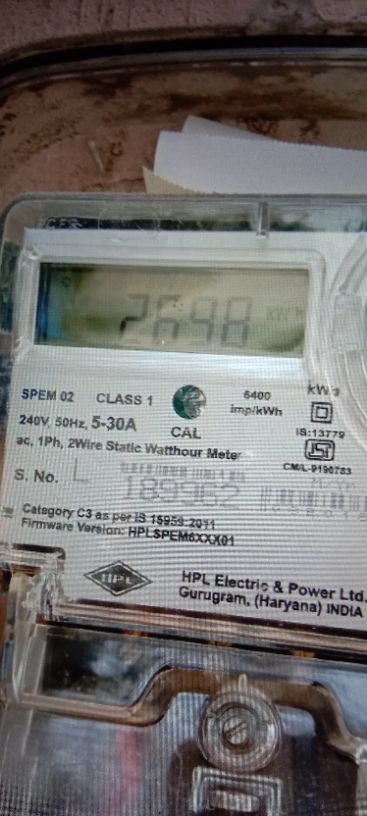 2698 KWh
SPEM 02 CLASS 1 6400 imp/kWh
240V, 50Hz, 5-30A CAL IS:13779
ac, 1Ph, 2Wire Static Watthour Meter
CM/L-9190783
S. No. L 189962
Category C3 as per IS 15959:2011
Firmware Version: HPLSPEM6XXX01
HPL
HPL Electric & Power Ltd.
Gurugram, (Haryana) INDIA